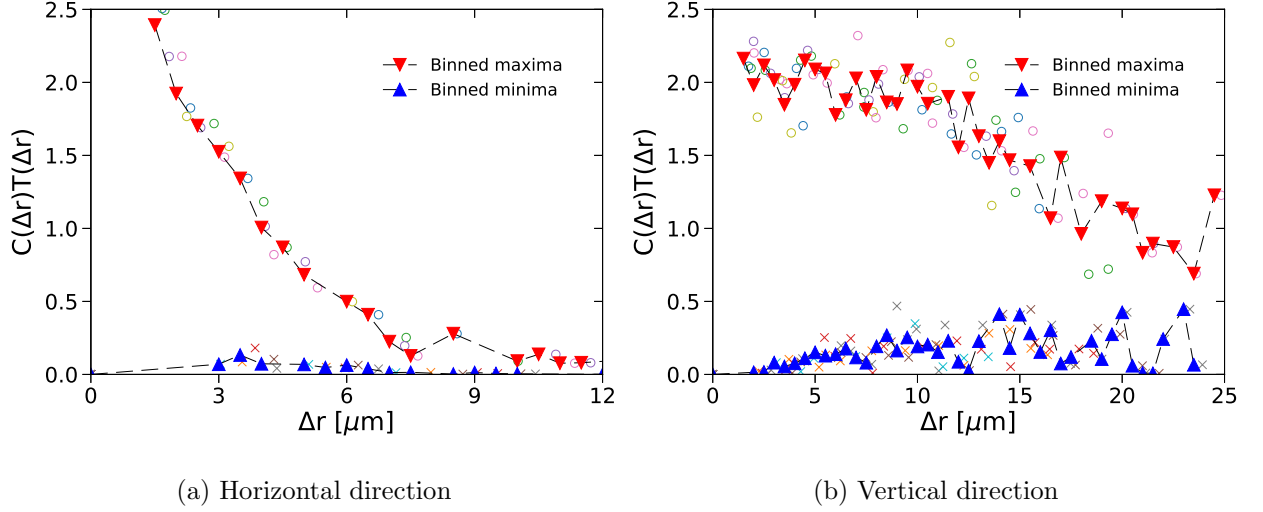 2.5
2.0
1.5
1.0
0.5
0.0
C(Δr)T(Δr)
Binned maxima
Binned minima
0 3 6 9 12
Δr [μm]
(a) Horizontal direction
2.5
2.0
1.5
1.0
0.5
0.0
C(Δr)T(Δr)
Binned maxima
Binned minima
0 5 10 15 20 25
Δr [μm]
(b) Vertical direction